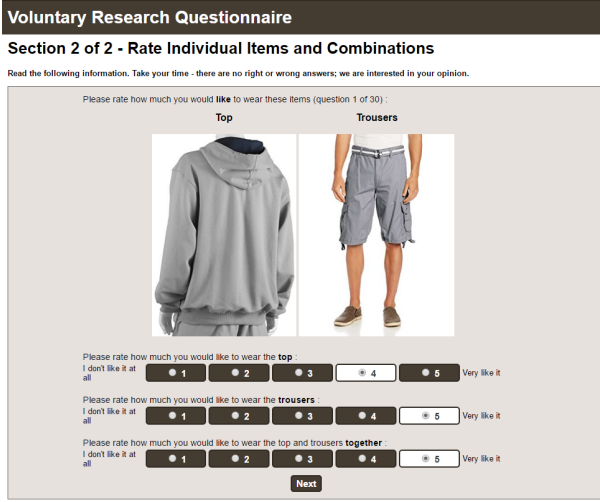 Voluntary Research Questionnaire
Section 2 of 2 - Rate Individual Items and Combinations
Read the following information. Take your time - there are no right or wrong answers; we are interested in your opinion.
Please rate how much you would like to wear these items (question 1 of 30) :
Top Trousers
Please rate how much you would like to wear the top :
I don't like it at all 1 2 3 4 5 Very like it
Please rate how much you would like to wear the trousers :
I don't like it at all 1 2 3 4 5 Very like it
Please rate how much you would like to wear the top and trousers together :
I don't like it at all 1 2 3 4 5 Very like it
Next